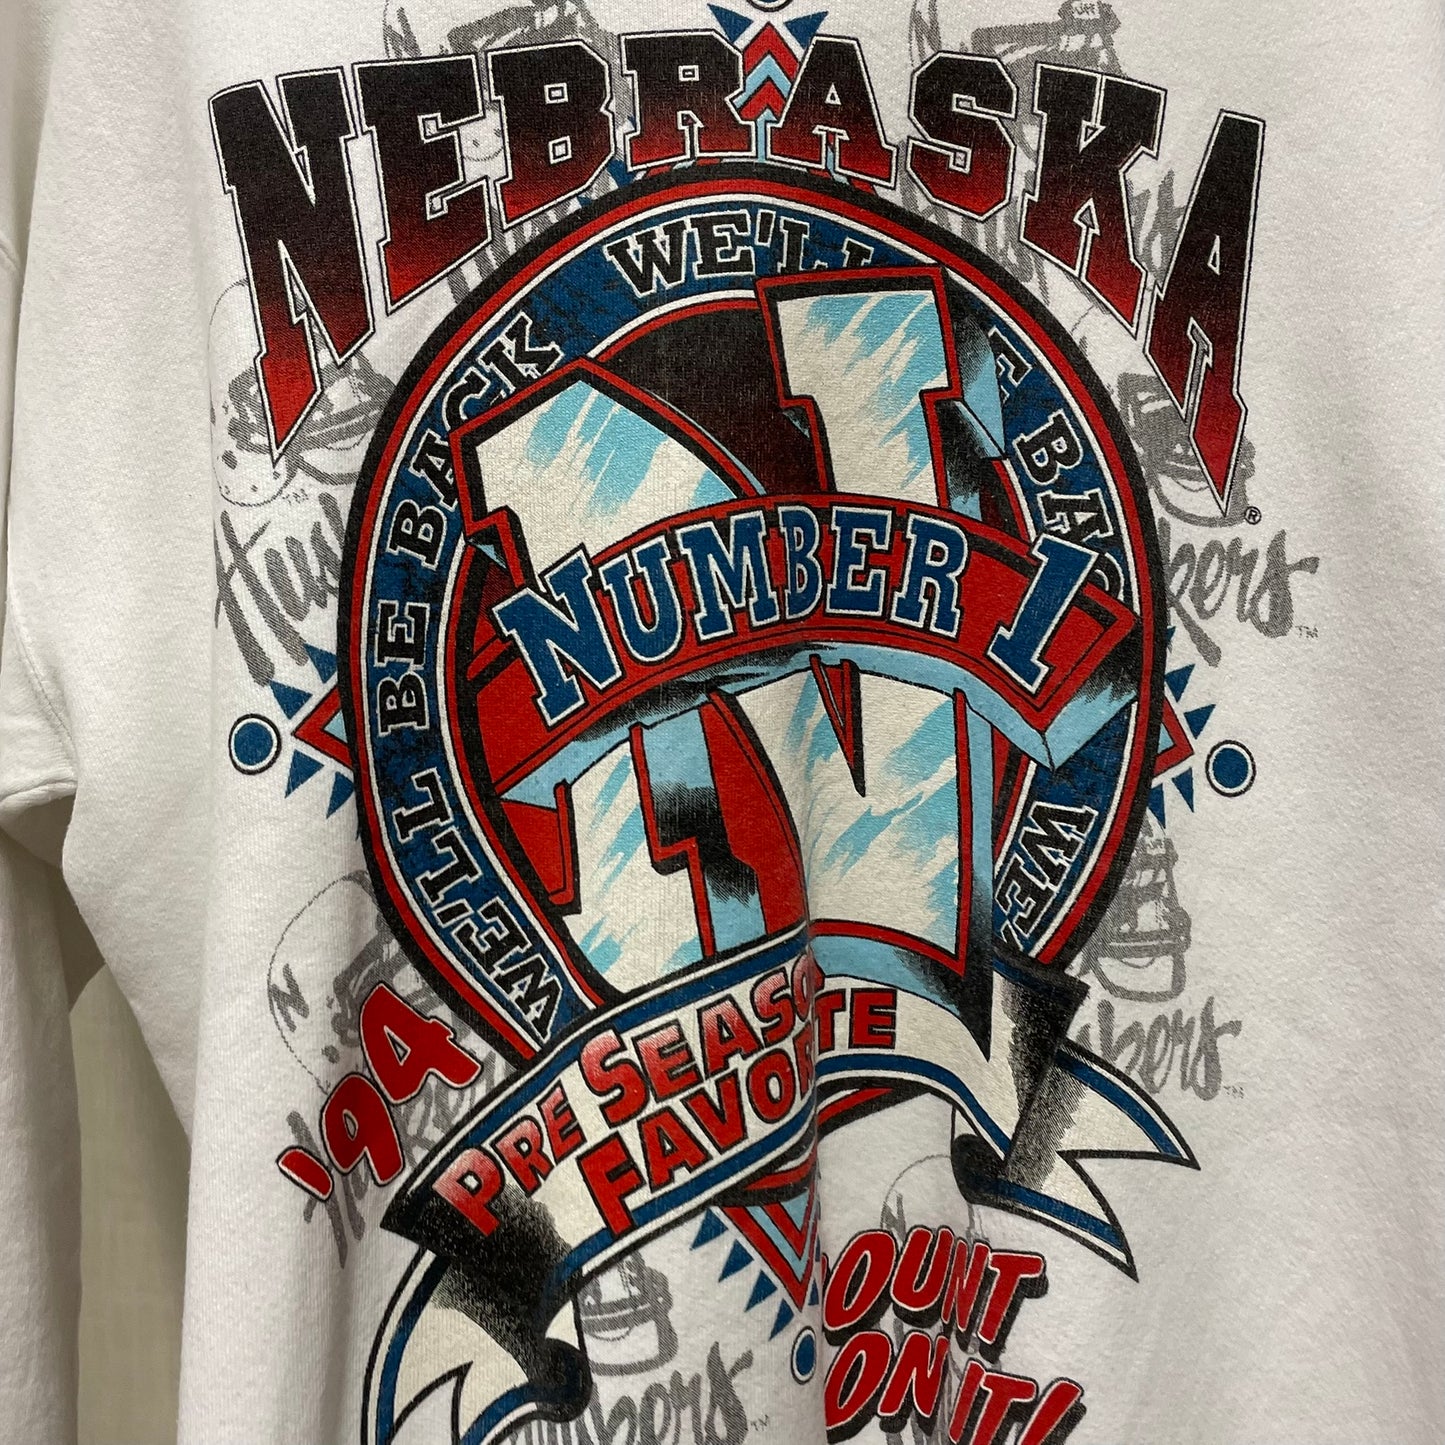 NEBRASKA
WE'LL BE BACK WE'LL BE BACK WE'
NUMBER 1
N
'94
PRE SEASON
FAVORITE
COUNT
ON IT!
Huskers